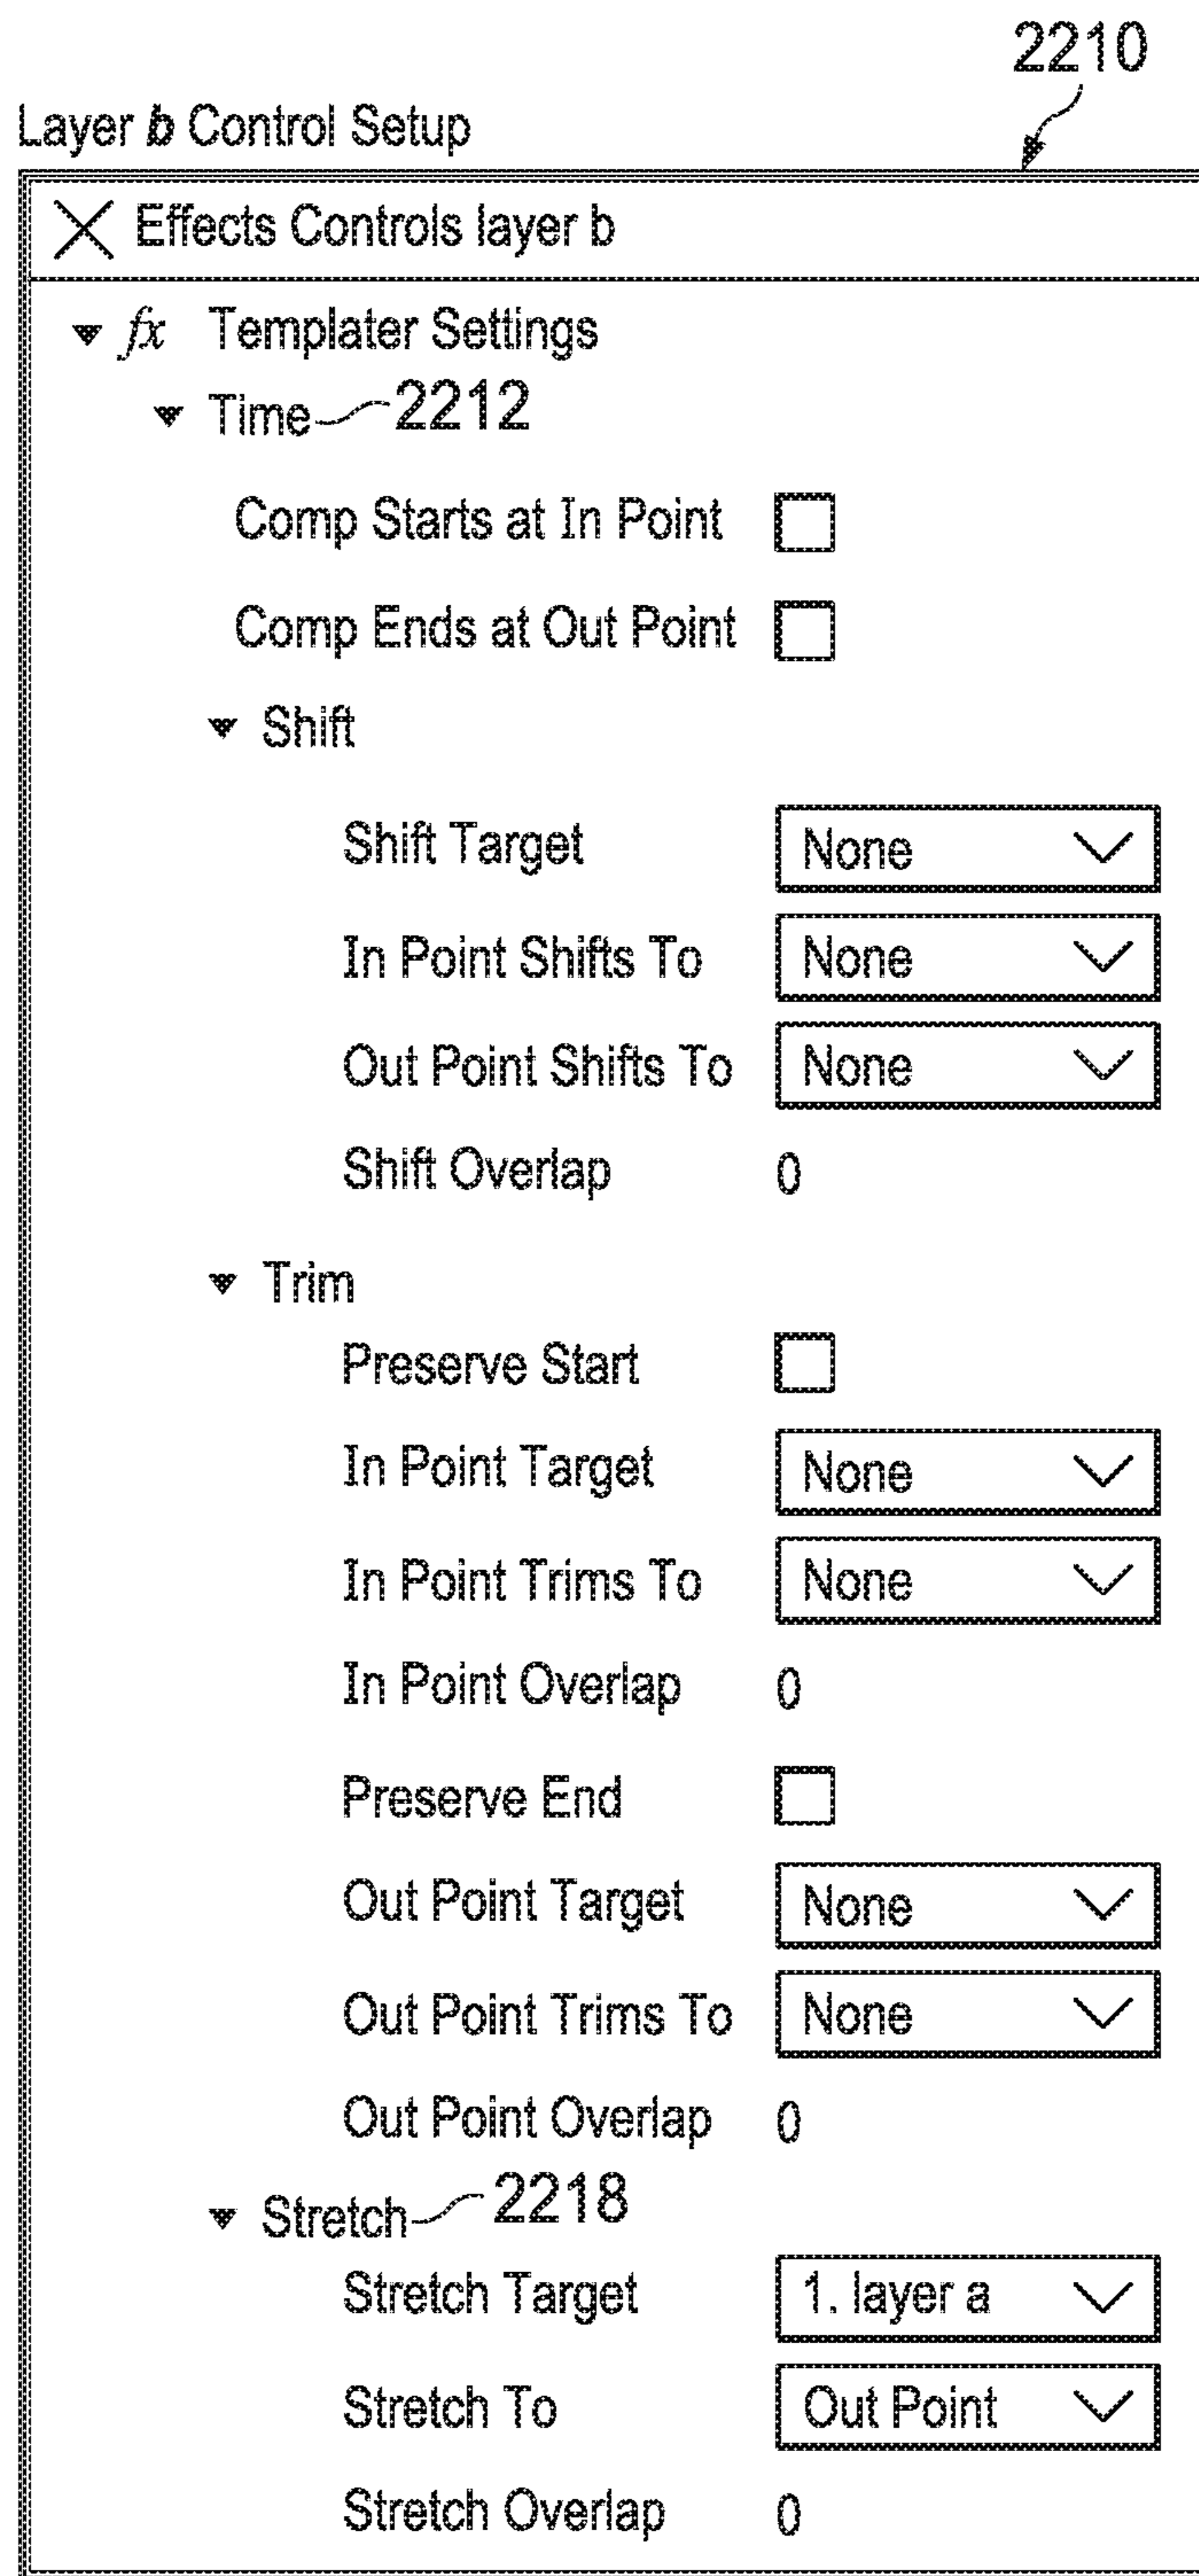 2210
Layer b Control Setup
Effects Controls layer b
fx Templater Settings
Time 2212
Comp Starts at In Point
Comp Ends at Out Point
Shift
Shift Target None
In Point Shifts To None
Out Point Shifts To None
Shift Overlap 0
Trim
Preserve Start
In Point Target None
In Point Trims To None
In Point Overlap 0
Preserve End
Out Point Target None
Out Point Trims To None
Out Point Overlap 0
Stretch 2218
Stretch Target 1. layer a
Stretch To Out Point
Stretch Overlap 0